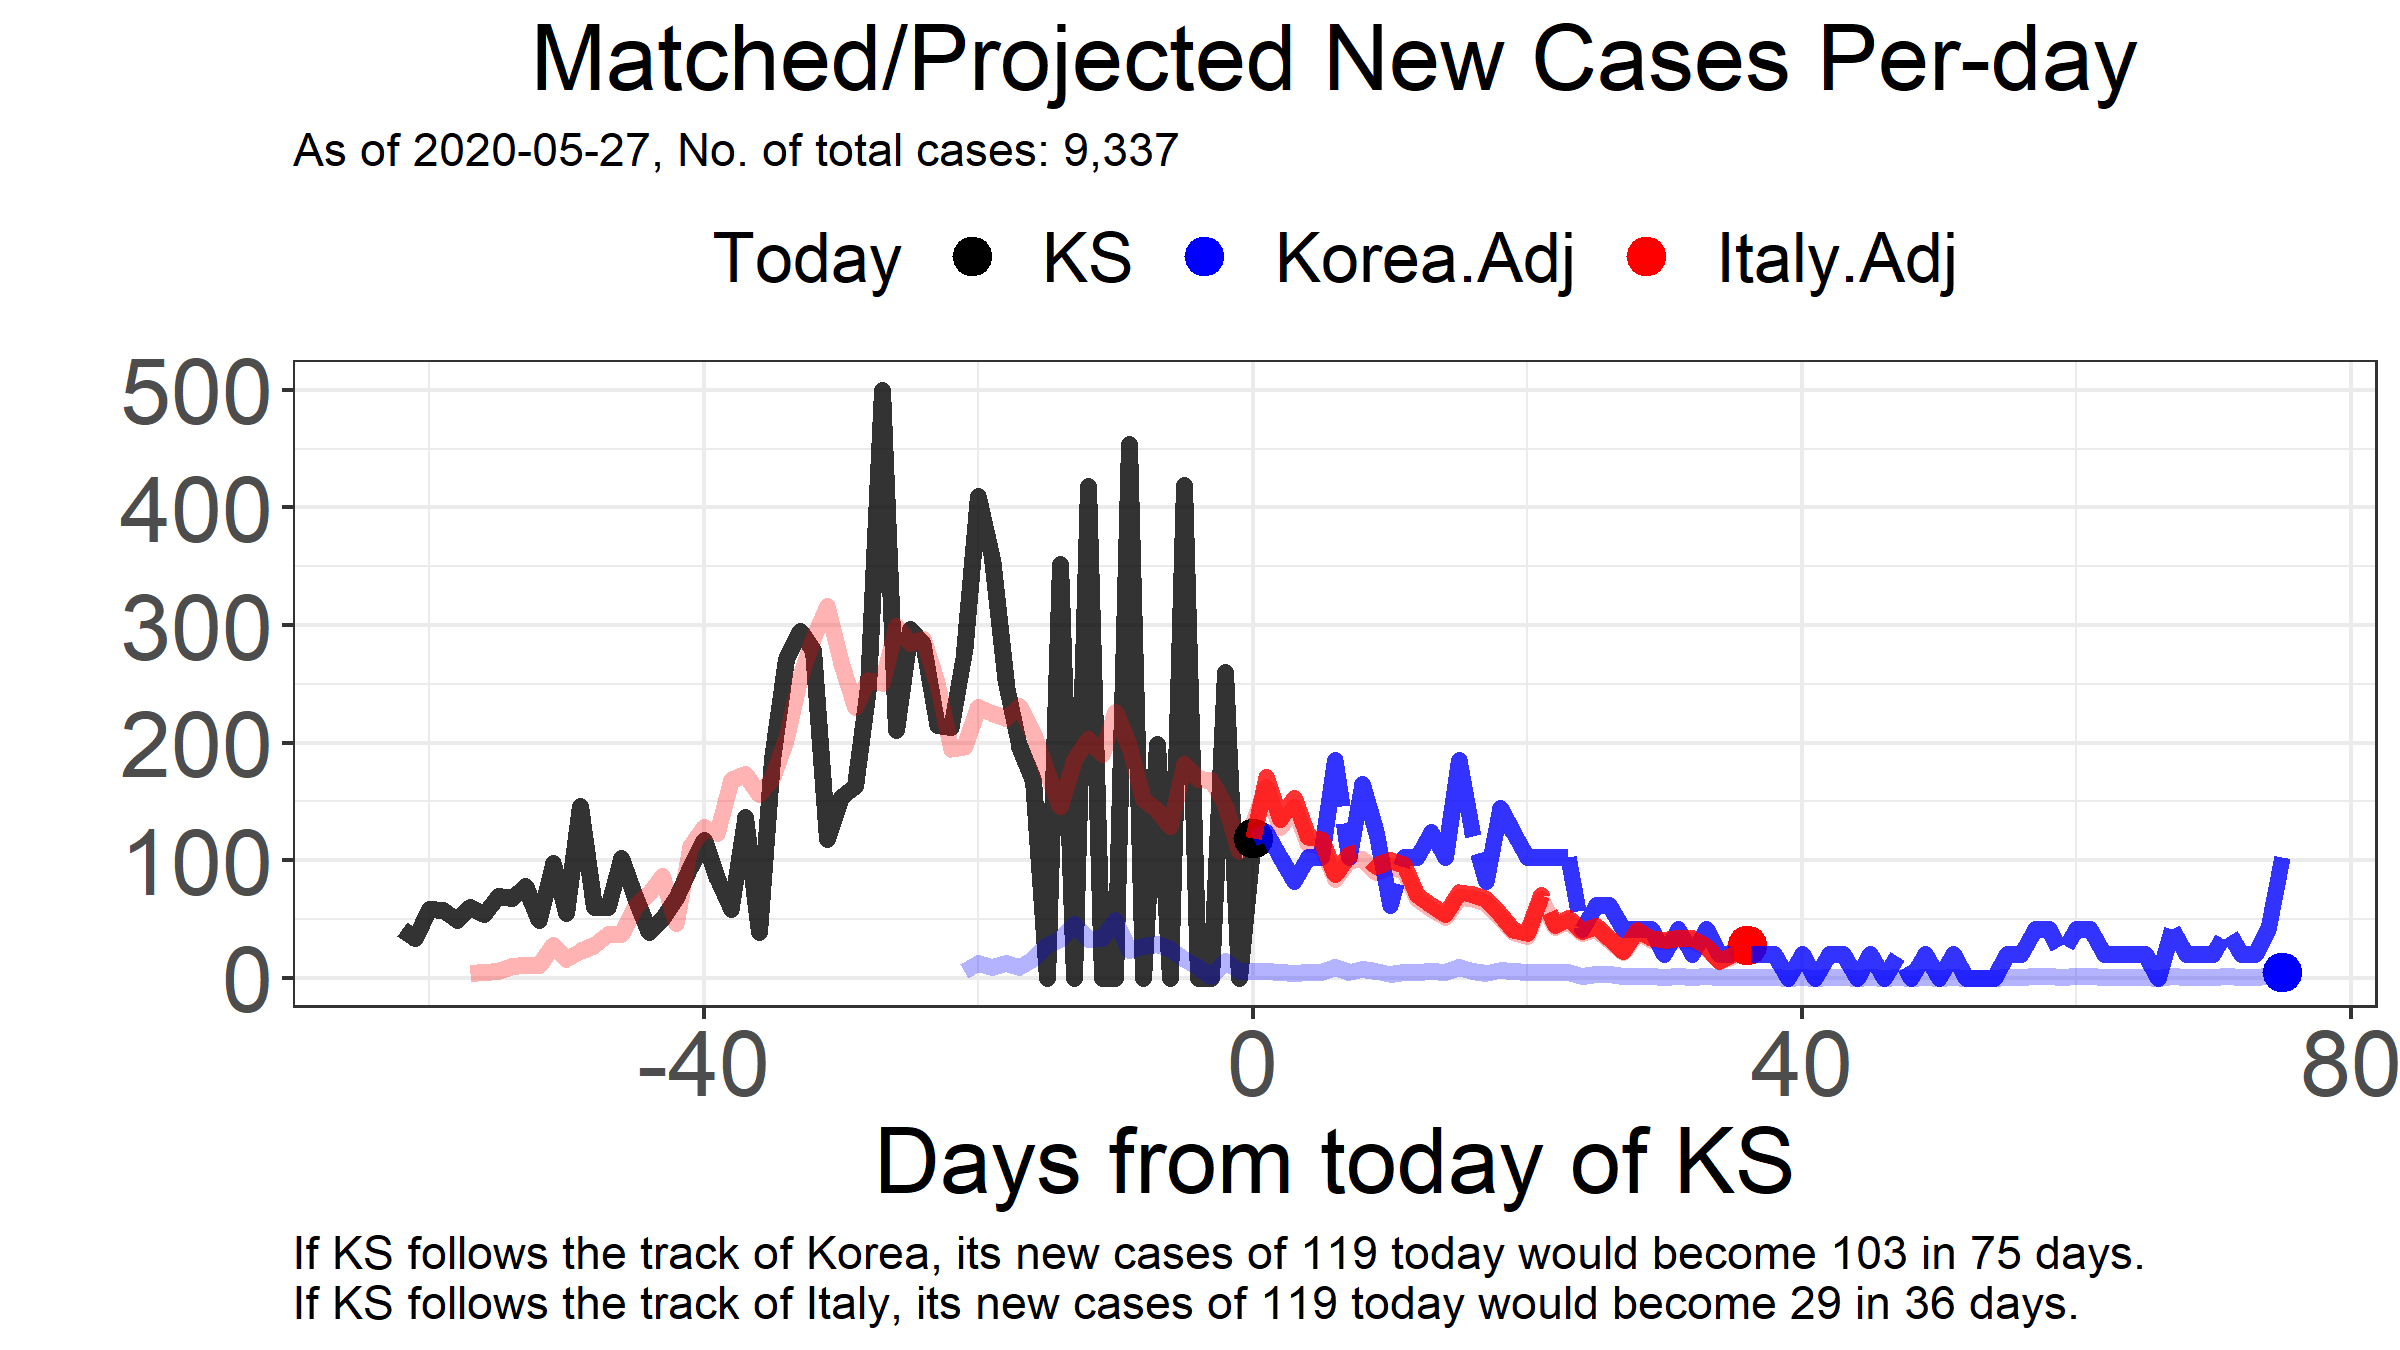 Matched/Projected New Cases Per-day
As of 2020-05-27, No. of total cases: 9,337
Today KS Korea.Adj Italy.Adj
500
400
300
200
100
0
-40 0 40 80
Days from today of KS
If KS follows the track of Korea, its new cases of 119 today would become 103 in 75 days.
If KS follows the track of Italy, its new cases of 119 today would become 29 in 36 days.